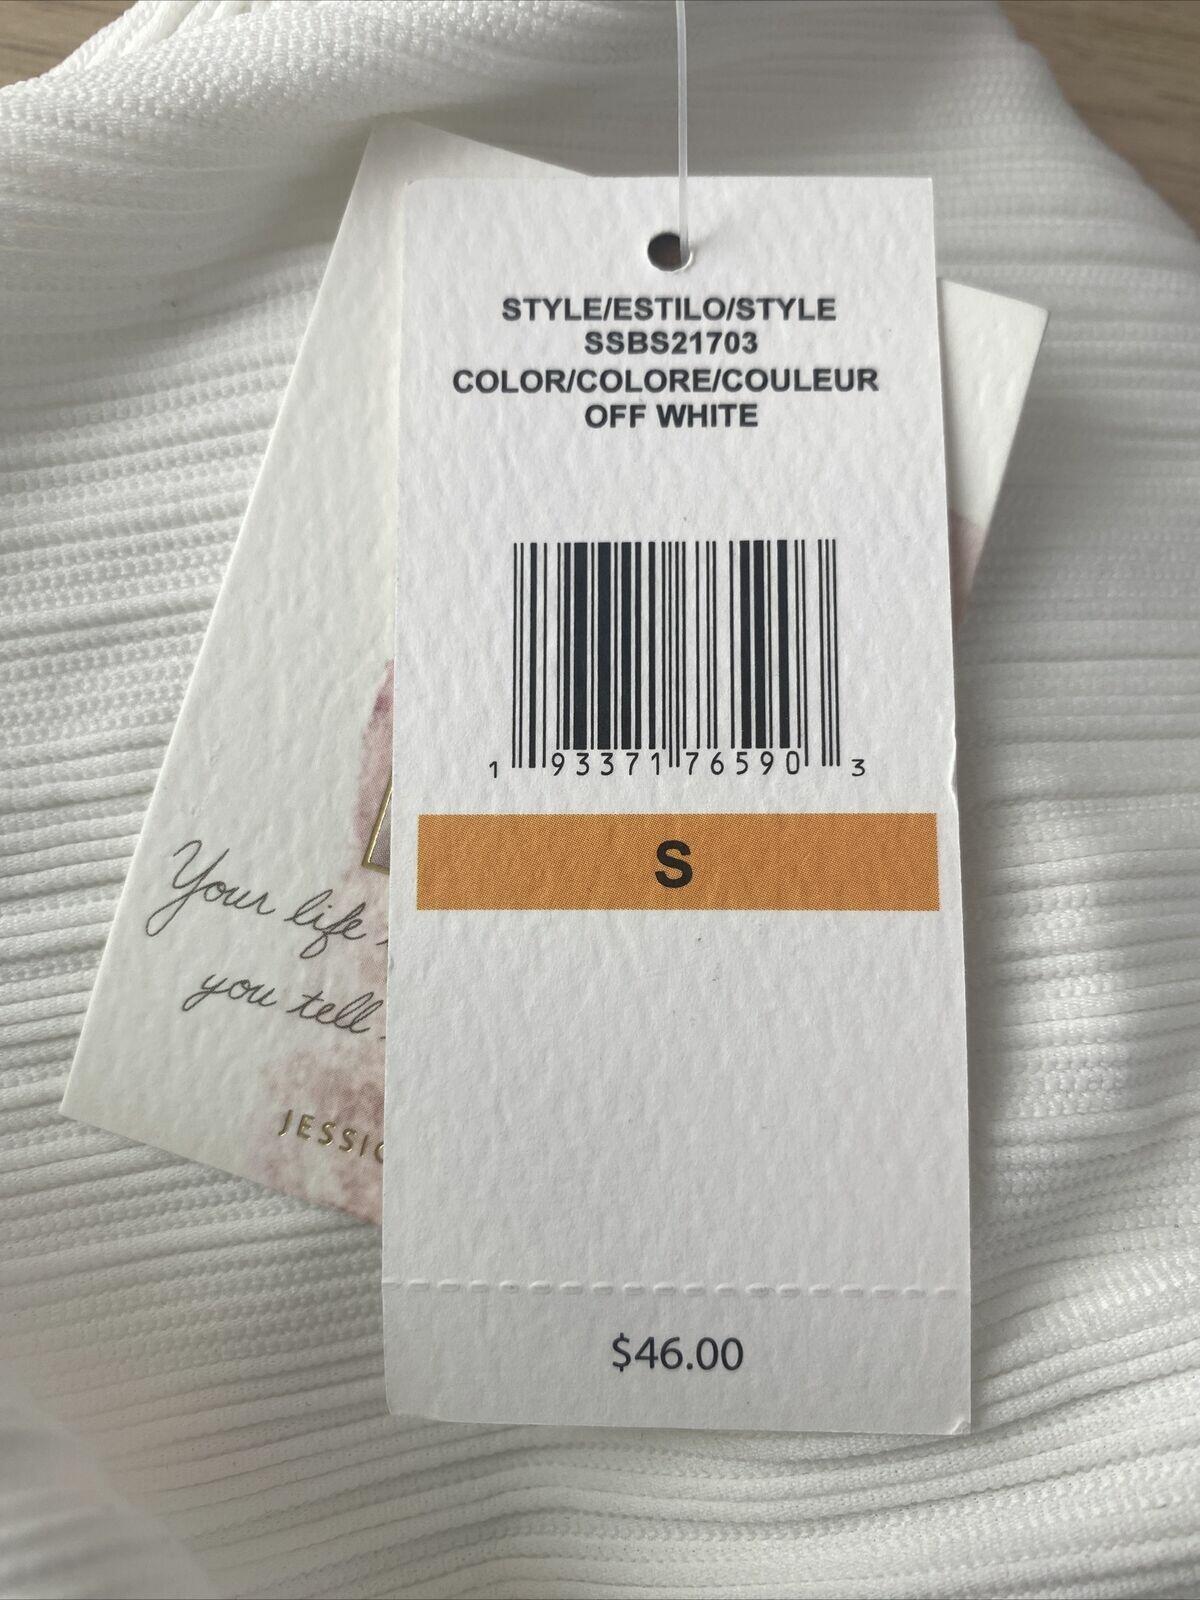 STYLE/ESTILO/STYLE
SSBS21703
COLOR/COLORE/COULEUR
OFF WHITE
1 93371 76590 3
S
$46.00
Your life
you tell
JESSIC